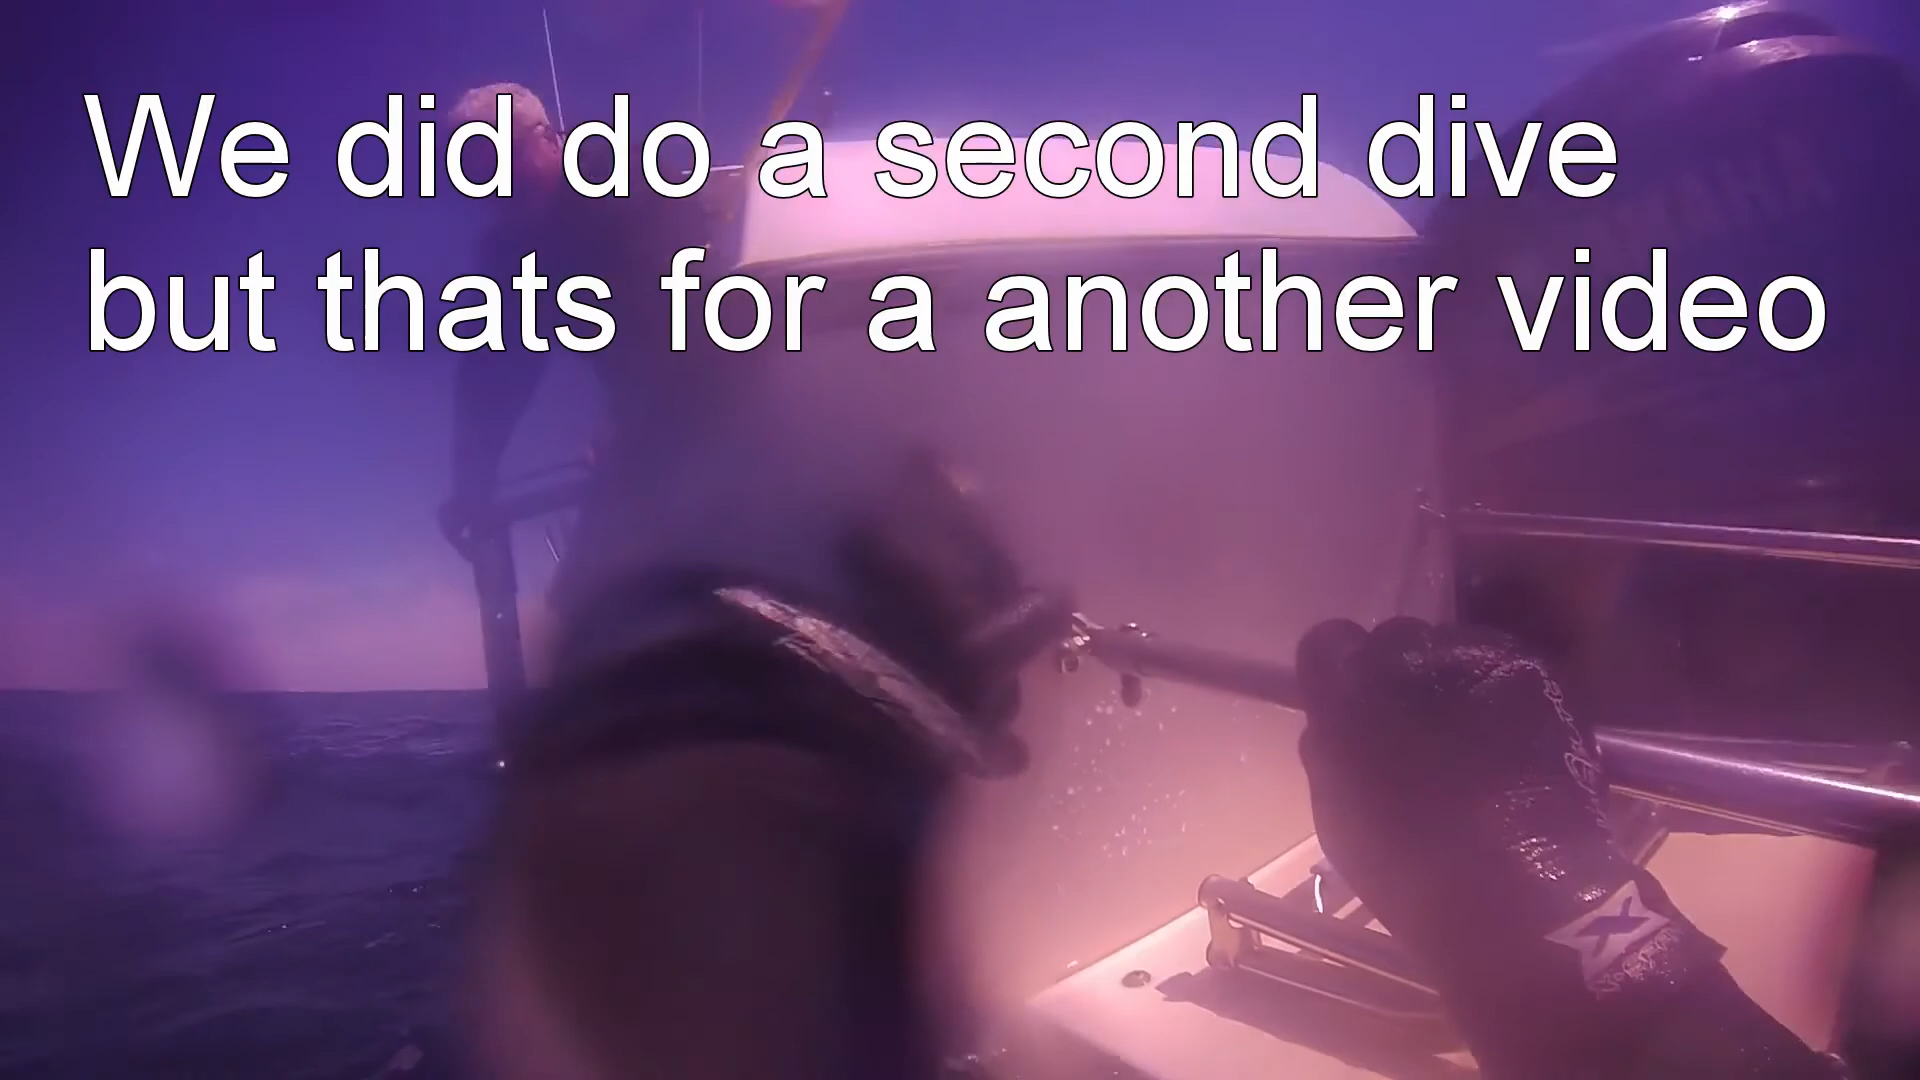 We did do a second dive
but thats for a another video